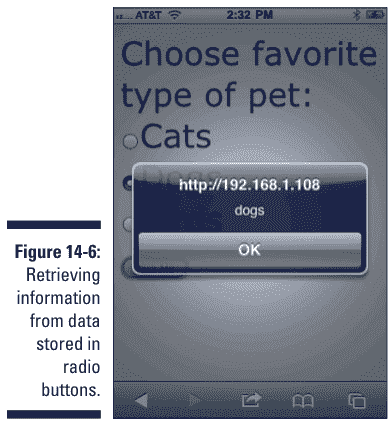 AT&T 2:32 PM
Choose favorite
type of pet:
Cats
Dogs
http://192.168.1.108
dogs
OK
Figure 14-6:
Retrieving
information
from data
stored in
radio
buttons.